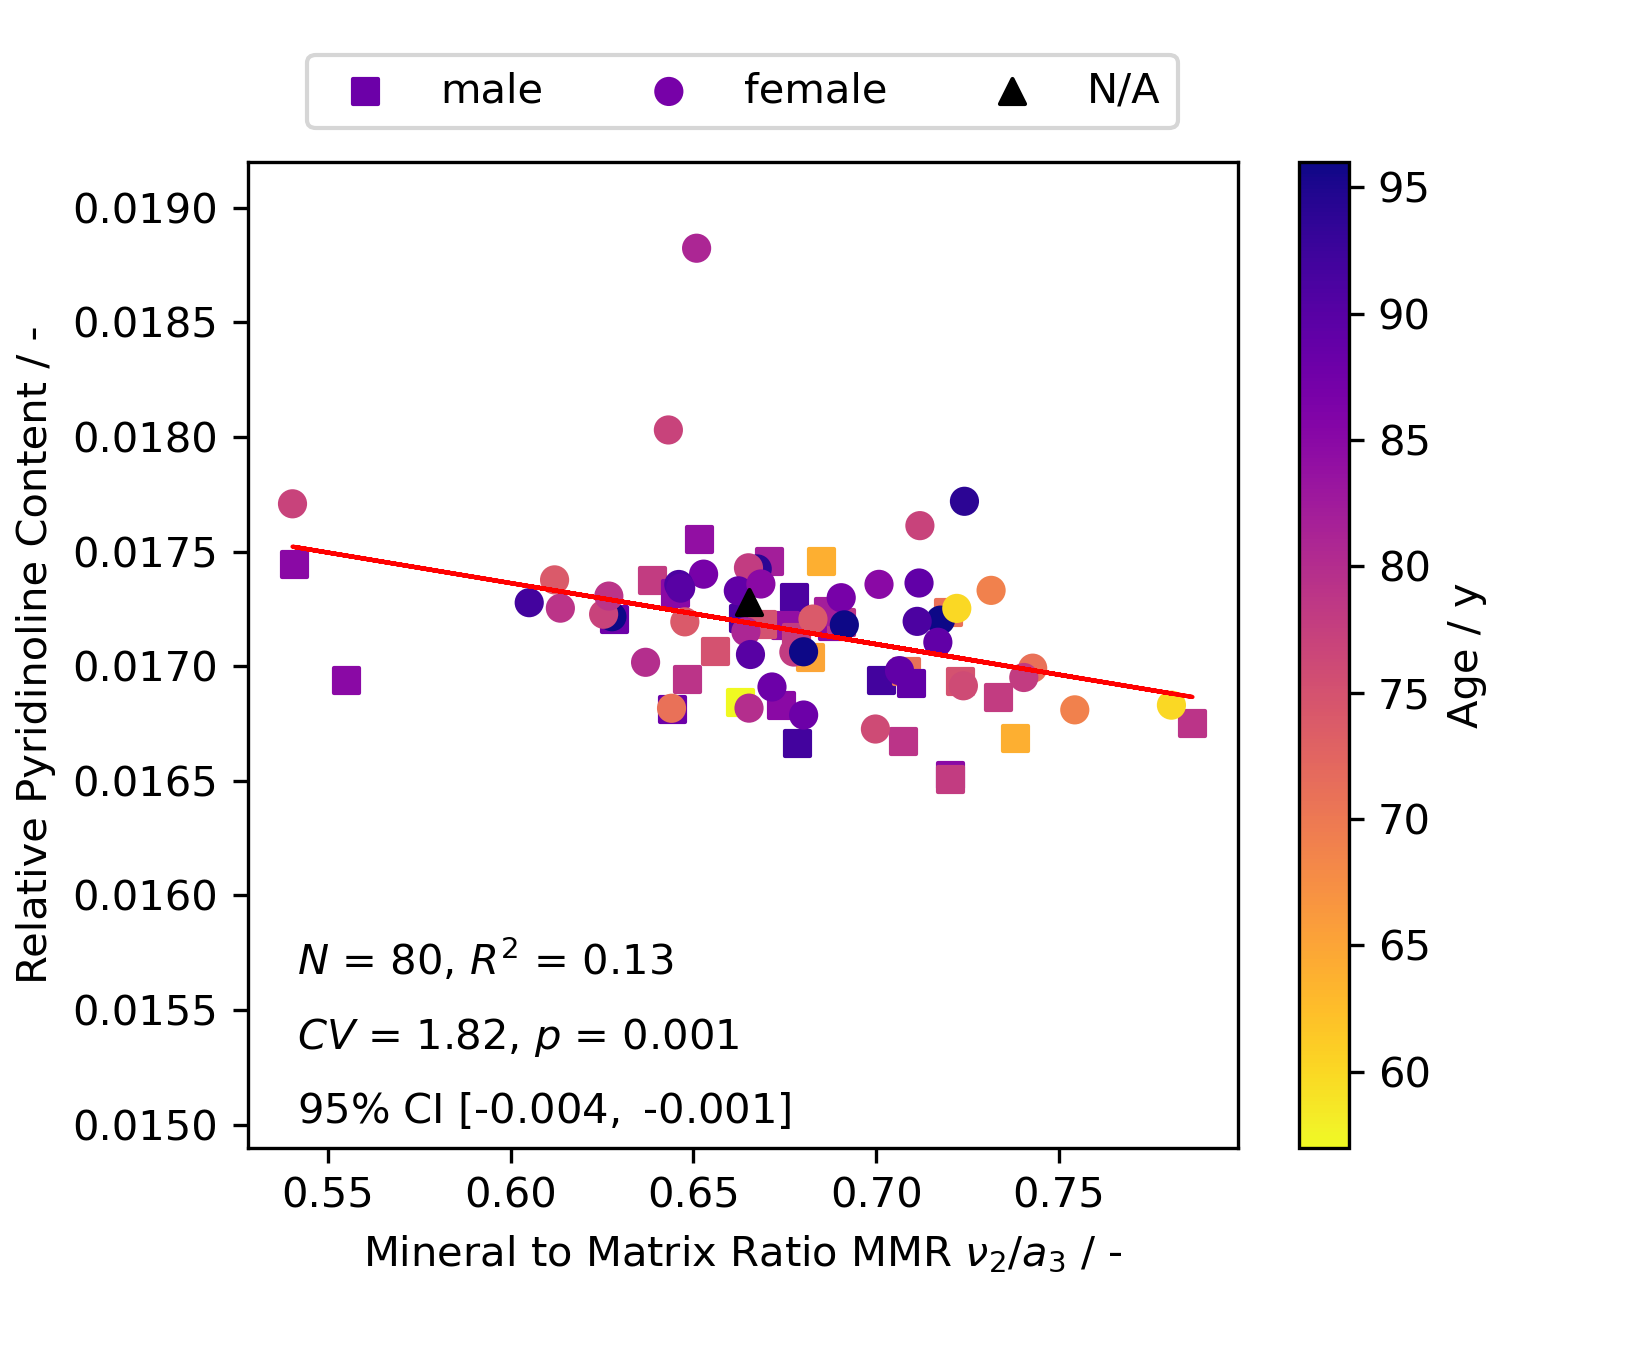 male female N/A
0.0190
0.0185
0.0180
0.0175
0.0170
0.0165
0.0160
0.0155
0.0150
Relative Pyridinoline Content / -
N = 80, R² = 0.13
CV = 1.82, p = 0.001
95% CI [-0.004, -0.001]
0.55 0.60 0.65 0.70 0.75
Mineral to Matrix Ratio MMR ν₂/a₃ / -
95
90
85
80
75
70
65
60
Age / y